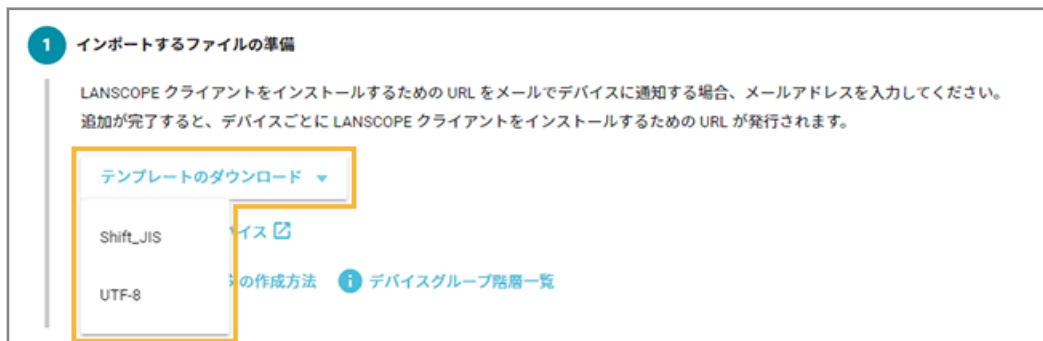 1 インポートするファイルの準備
LANSCOPE クライアントをインストールするための URL をメールでデバイスに通知する場合、メールアドレスを入力してください。
追加が完了すると、デバイスごとに LANSCOPE クライアントをインストールするための URL が発行されます。
テンプレートのダウンロード
Shift_JIS
バイス
の作成方法 i デバイスグループ階層一覧
UTF-8